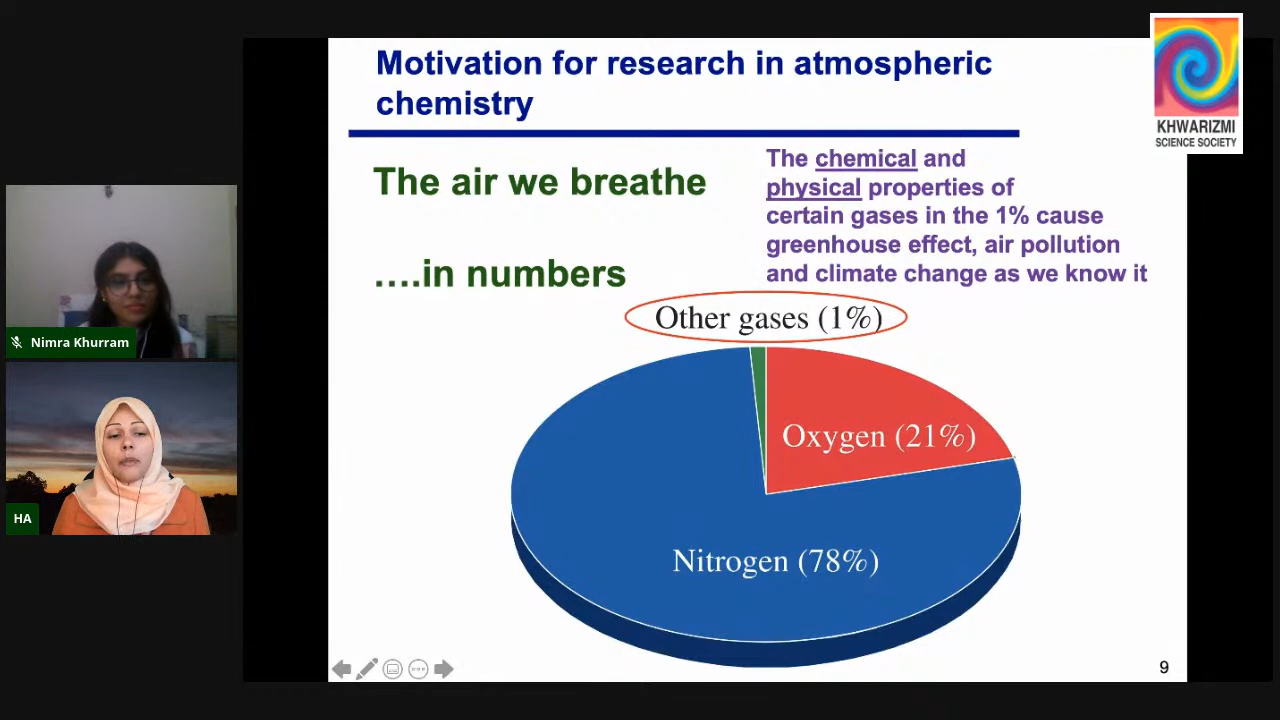 Motivation for research in atmospheric
chemistry
KHWARIZMI
SCIENCE SOCIETY
The air we breathe
….in numbers
The chemical and
physical properties of
certain gases in the 1% cause
greenhouse effect, air pollution
and climate change as we know it
Other gases (1%)
Oxygen (21%)
Nitrogen (78%)
9
Nimra Khurram
HA